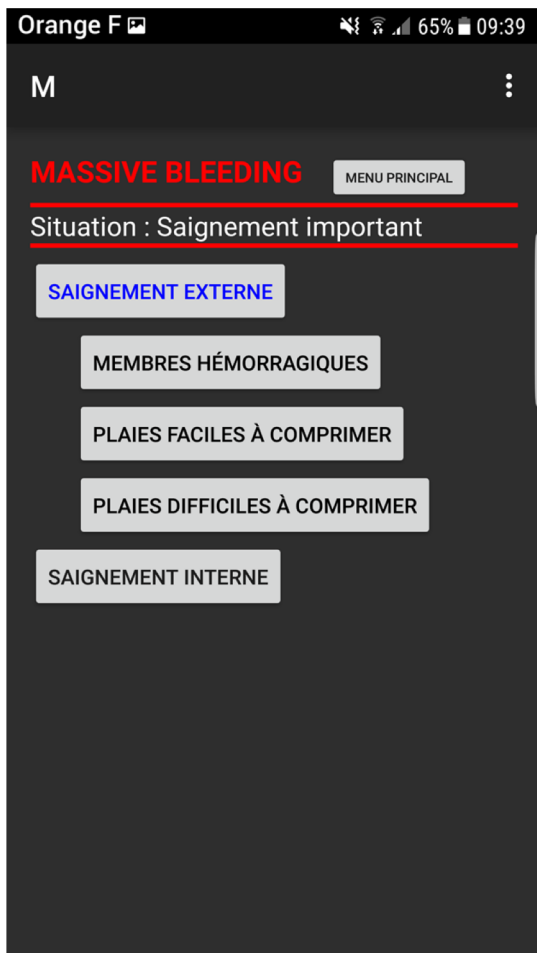 Orange F 65% 09:39
M
MASSIVE BLEEDING MENU PRINCIPAL
Situation : Saignement important
SAIGNEMENT EXTERNE
MEMBRES HÉMORRAGIQUES
PLAIES FACILES À COMPRIMER
PLAIES DIFFICILES À COMPRIMER
SAIGNEMENT INTERNE